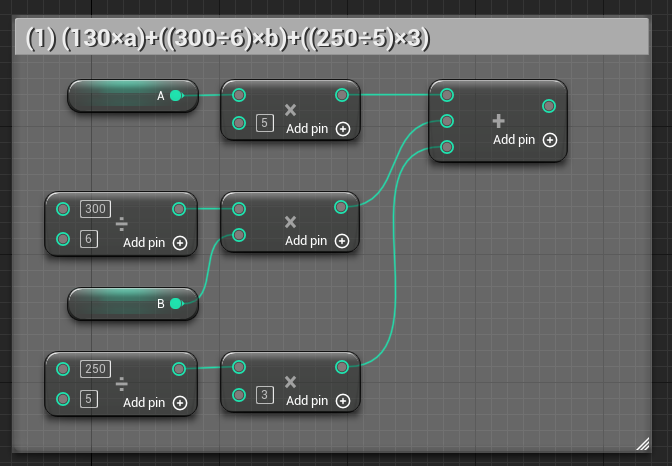 (1) (130×a)+((300÷6)×b)+((250÷5)×3)
A
×
5
Add pin
+
Add pin
300
÷
6
Add pin
×
Add pin
B
250
÷
5
Add pin
×
3
Add pin